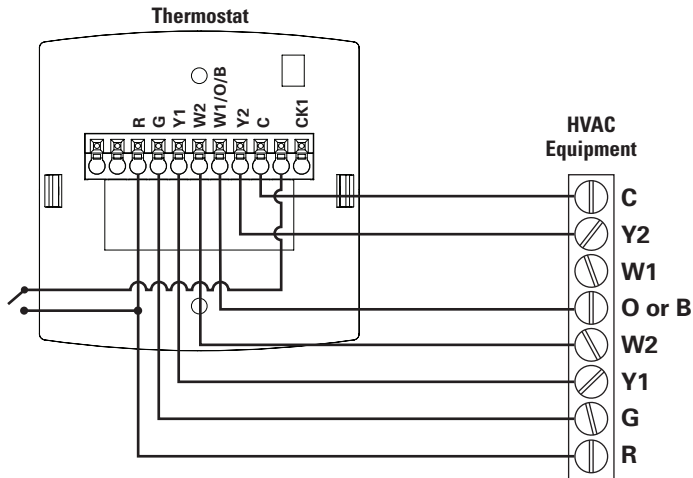 Thermostat
R
G
Y1
W2
W1/O/B
Y2
C
CK1
HVAC
Equipment
C
Y2
W1
O or B
W2
Y1
G
R